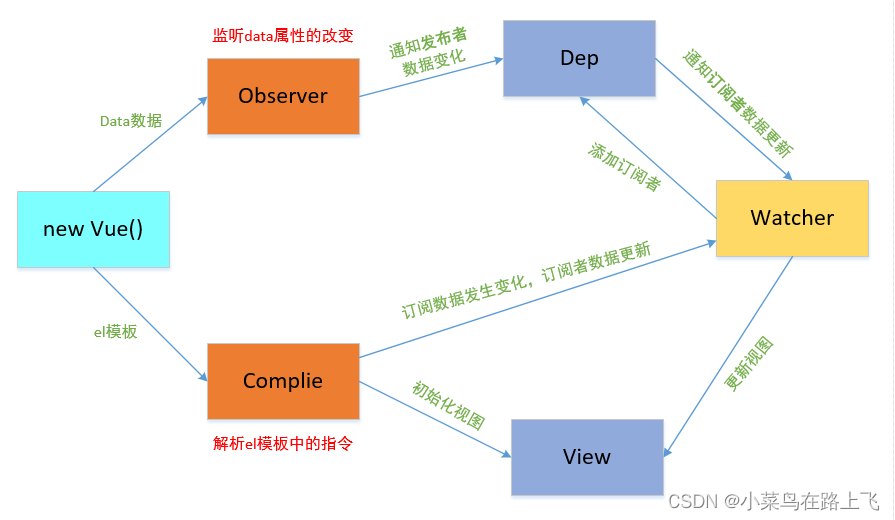 监听data属性的改变
Observer
通知发布者
数据变化
Dep
通知订阅者数据更新
Data数据
添加订阅者
new Vue()
Watcher
订阅数据发生变化，订阅者数据更新
el模板
Complie
解析el模板中的指令
初始化视图
更新视图
View
CSDN @小菜鸟在路上飞